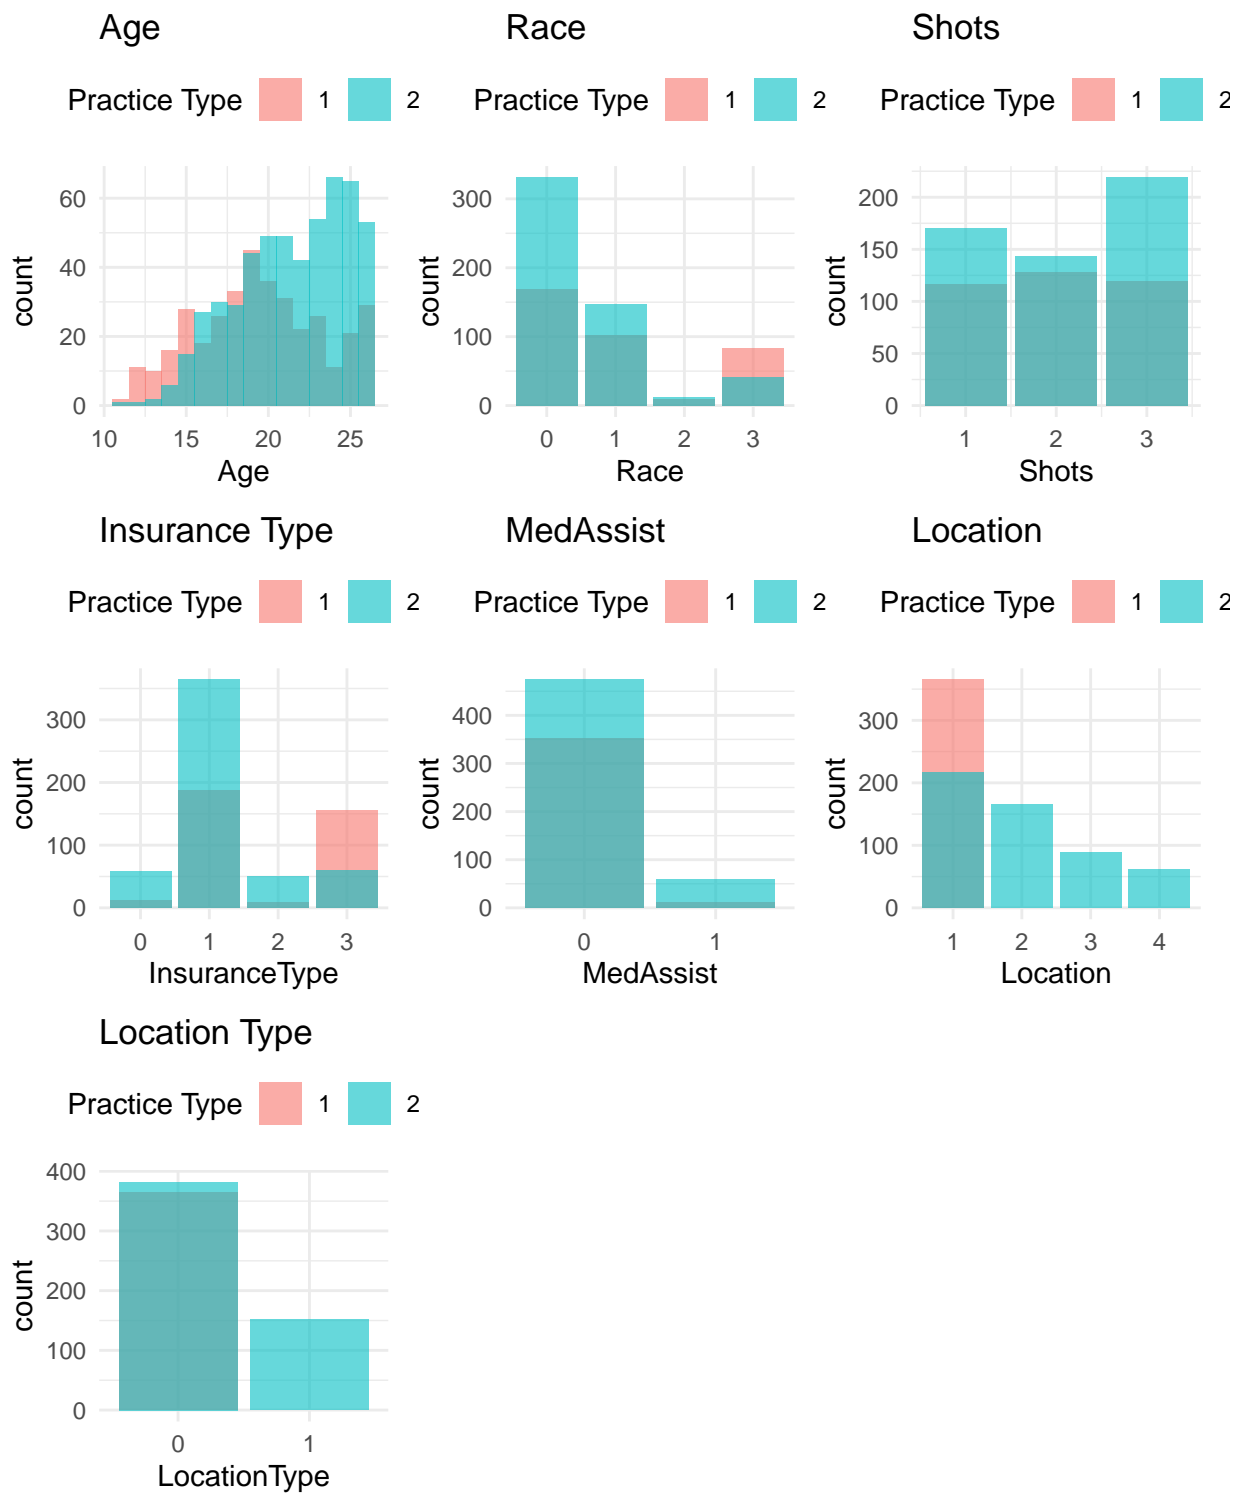 Age
Practice Type 1 2
60
40
20
0
count
10 15 20 25
Age
Race
Practice Type 1 2
300
200
100
0
count
0 1 2 3
Race
Shots
Practice Type 1 2
200
150
100
50
0
count
1 2 3
Shots
Insurance Type
Practice Type 1 2
300
200
100
0
count
0 1 2 3
InsuranceType
MedAssist
Practice Type 1 2
400
300
200
100
0
count
0 1
MedAssist
Location
Practice Type 1 2
300
200
100
0
count
1 2 3 4
Location
Location Type
Practice Type 1 2
400
300
200
100
0
count
0 1
LocationType